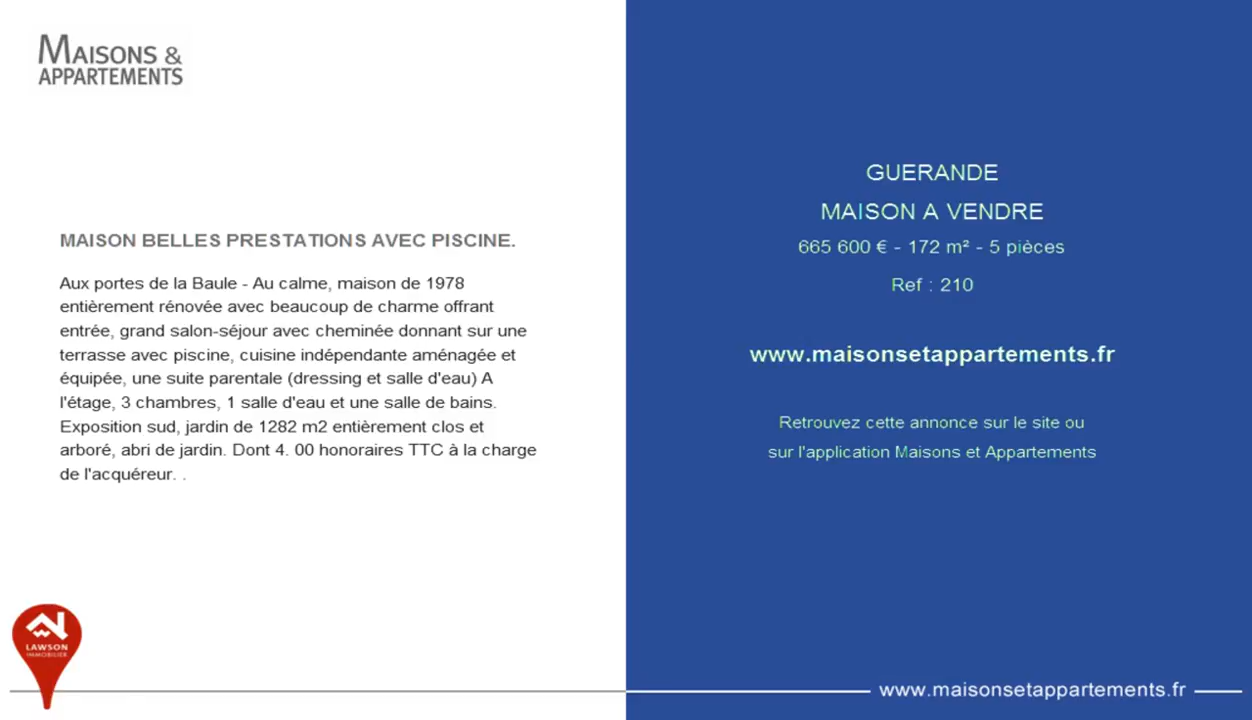 MAISONS &
APPARTEMENTS
MAISON BELLES PRESTATIONS AVEC PISCINE.
Aux portes de la Baule - Au calme, maison de 1978
entièrement rénovée avec beaucoup de charme offrant
entrée, grand salon-séjour avec cheminée donnant sur une
terrasse avec piscine, cuisine indépendante aménagée et
équipée, une suite parentale (dressing et salle d'eau) A
l'étage, 3 chambres, 1 salle d'eau et une salle de bains.
Exposition sud, jardin de 1282 m2 entièrement clos et
arboré, abri de jardin. Dont 4. 00 honoraires TTC à la charge
de l'acquéreur. .
LAWSON
IMMOBILIER
GUERANDE
MAISON A VENDRE
665 600 € - 172 m² - 5 pièces
Ref : 210
www.maisonsetappartements.fr
Retrouvez cette annonce sur le site ou
sur l'application Maisons et Appartements
www.maisonsetappartements.fr